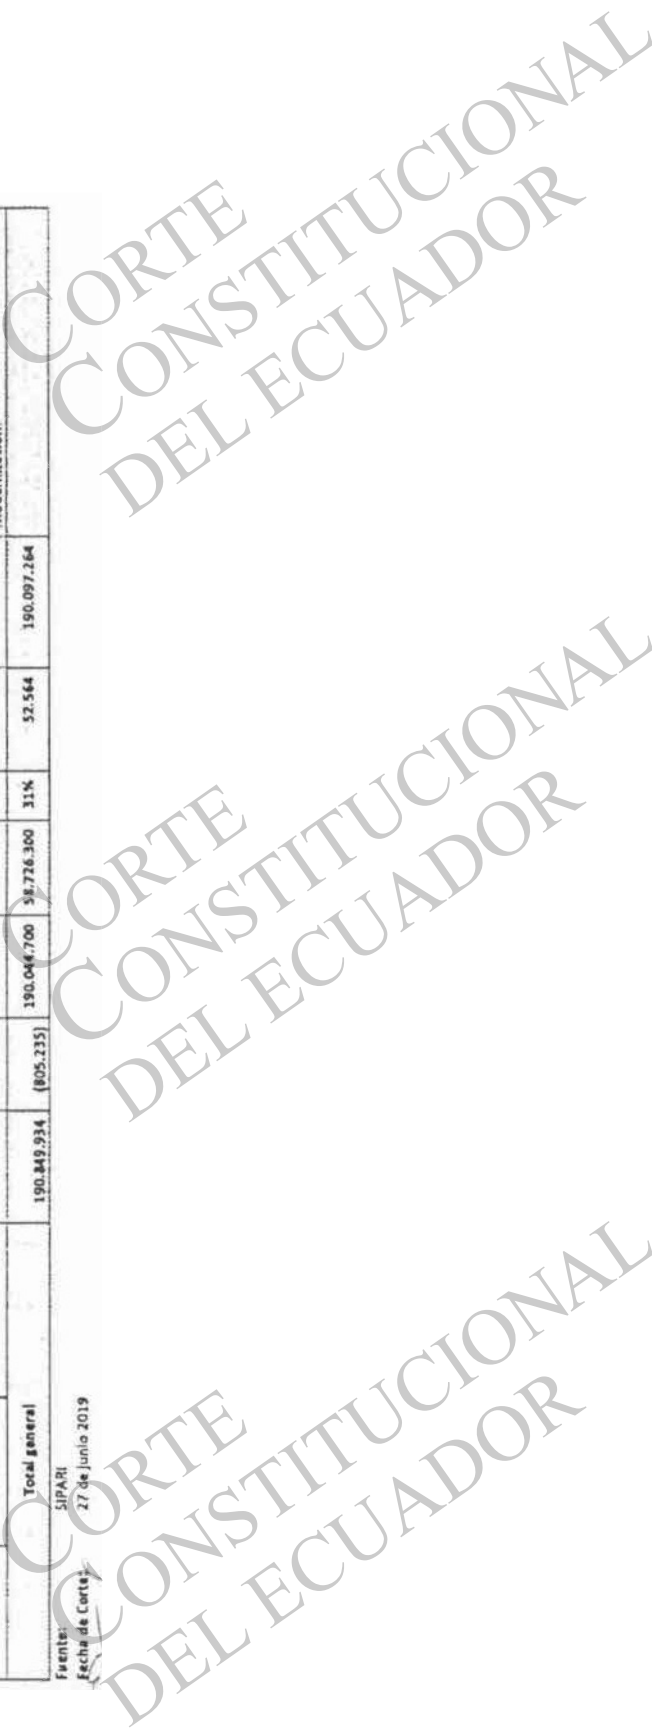 Total general 190.849.934 (805.235) 190.044.700 58.726.300 31% 52.564 190.097.264
Fuente: SIPARI
Fecha de Corte: 27 de junio 2019
CORTE
CONSTITUCIONAL
DEL ECUADOR
CORTE
CONSTITUCIONAL
DEL ECUADOR
CORTE
CONSTITUCIONAL
DEL ECUADOR